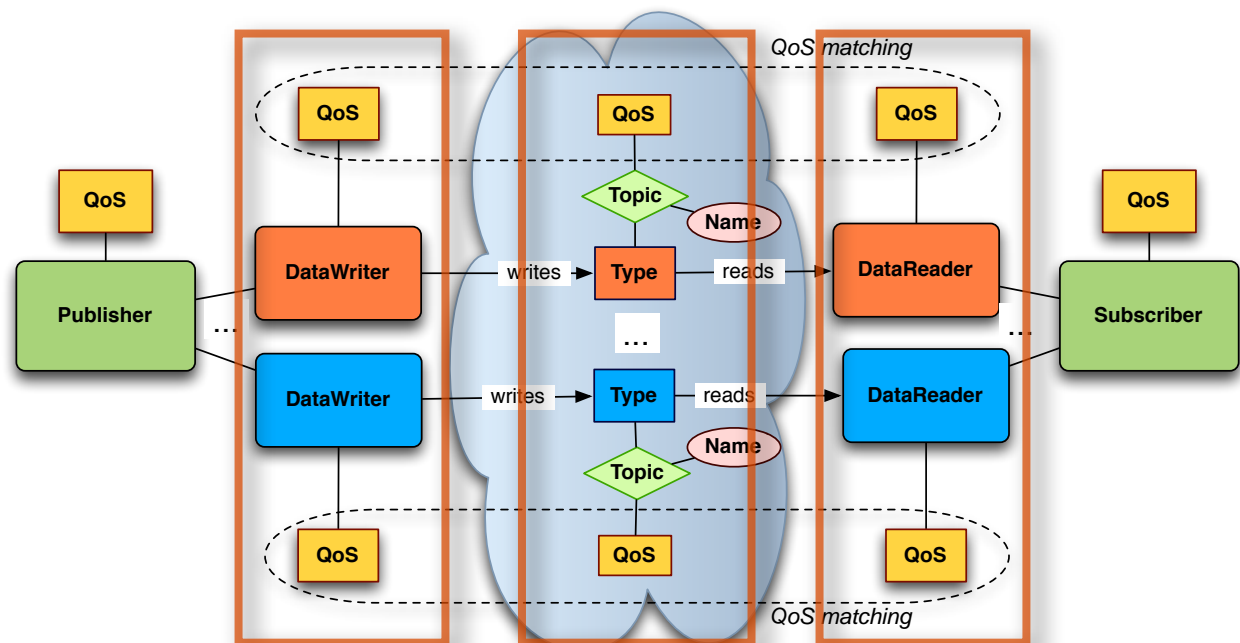 QoS matching
QoS
QoS
QoS
QoS
QoS
Topic
Name
DataWriter
writes
Type
reads
DataReader
Publisher
...
...
...
Subscriber
DataWriter
writes
Type
reads
DataReader
Name
Topic
QoS
QoS
QoS
QoS matching